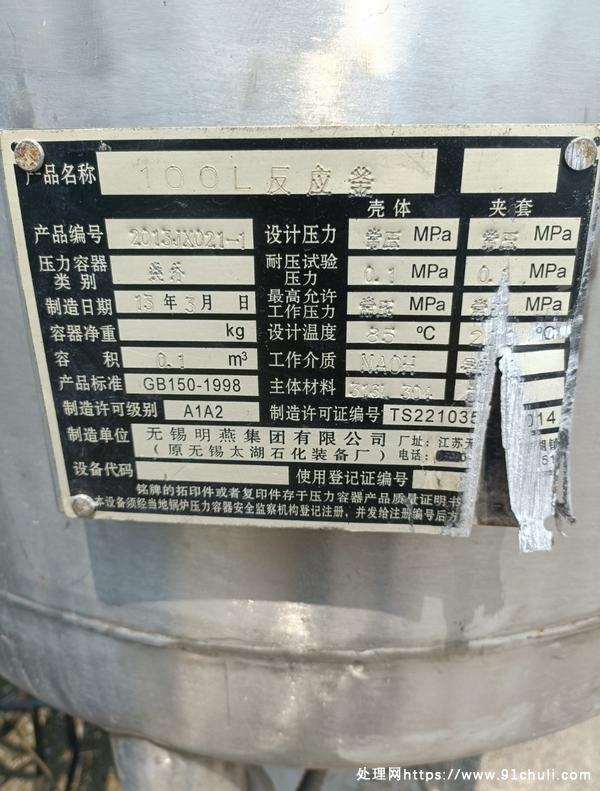 产品名称 100L反应釜
壳体 夹套
产品编号 2013JX021-1 设计压力 常压 MPa 常压 MPa
压力容器类别 耐压试验压力 0.1 MPa 0.1 MPa
制造日期 13年3月 日 最高允许工作压力 常压 MPa 常压 MPa
容器净重 kg 设计温度 85 ℃ ℃
容积 0.1 m³ 工作介质 NAOH
产品标准 GB150-1998 主体材料 316L 304
制造许可级别 A1A2 制造许可证编号 TS22103 014
制造单位 无锡明燕集团有限公司 厂址:江苏无
(原无锡太湖石化装备厂) 电话:
设备代码 使用登记证编号
铭牌的拓印件或者复印件存于压力容器产品质量证明书
本设备须经当地锅炉压力容器安全监察机构登记注册,并发给注册编号后方
处理网https://www.91chuli.com